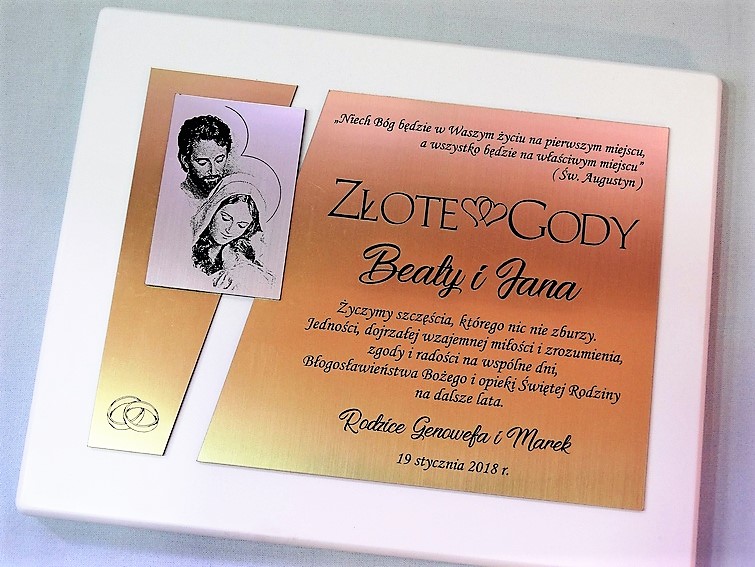 „Niech Bóg będzie w Waszym życiu na pierwszym miejscu,
a wszystko będzie na właściwym miejscu”
( Św. Augustyn )
ZŁOTE GODY
Beaty i Jana
Życzymy szczęścia, którego nic nie zburzy.
Jedności, dojrzałej wzajemnej miłości i zrozumienia,
zgody i radości na wspólne dni,
Błogosławieństwa Bożego i opieki Świętej Rodziny
na dalsze lata.
Rodzice Genowefa i Marek
19 stycznia 2018 r.